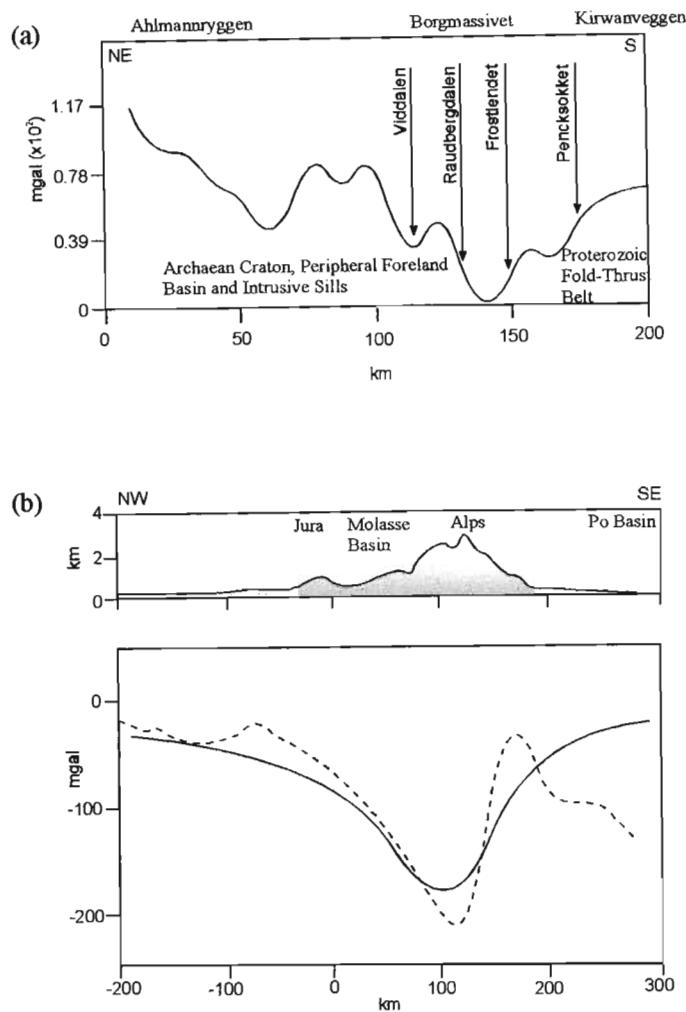 (a)
Ahlmannryggen Borgmassivet Kirwanveggen
NE S
Viddalen
Raudbergdalen
Frostlendet
Pencksokket
mgal (x10²)
1.17
0.78
0.39
0
Archaean Craton, Peripheral Foreland
Basin and Intrusive Sills
Proterozoic
Fold-Thrus
Belt
0 50 100 150 200
km
(b)
NW SE
km
4
2
0
Jura Molasse Alps Po Basin
Basin
mgal
0
-100
-200
-200 -100 0 100 200 300
km